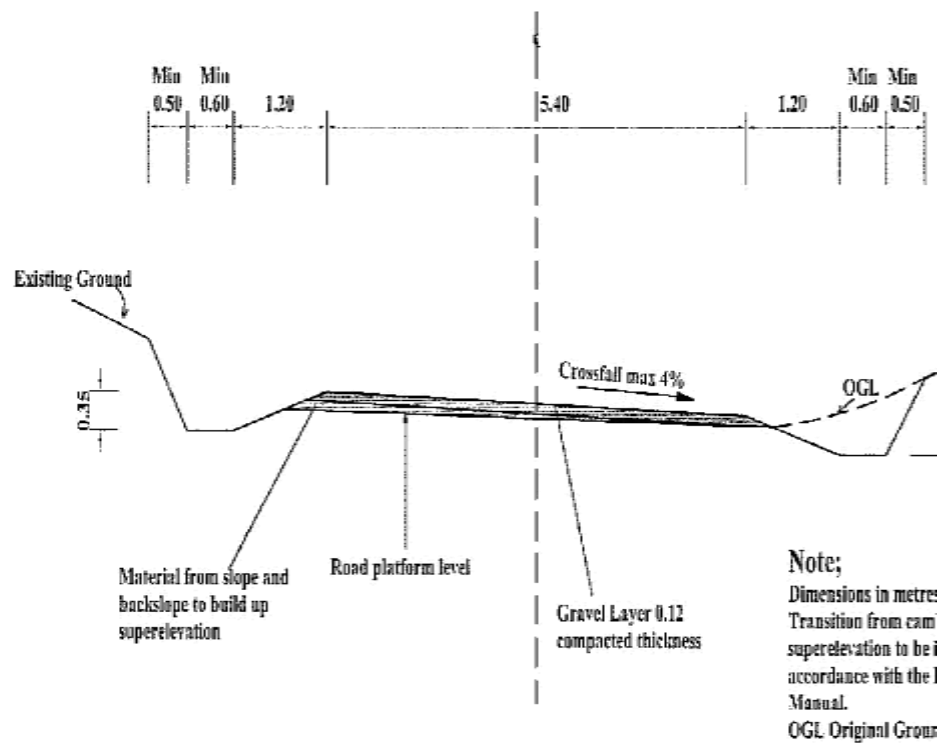 Min Min
0.50 0.60 1.20 5.40 1.20
Min Min
0.60 0.50
Existing Ground
Crossfall max 4%
OGL
0.35
Material from slope and
backslope to build up
superelevation
Road platform level
Gravel Layer 0.12
compacted thickness
Note;
Dimensions in metres
Transition from cam
superelevation to be i
accordance with the
Manual.
OGL Original Groun